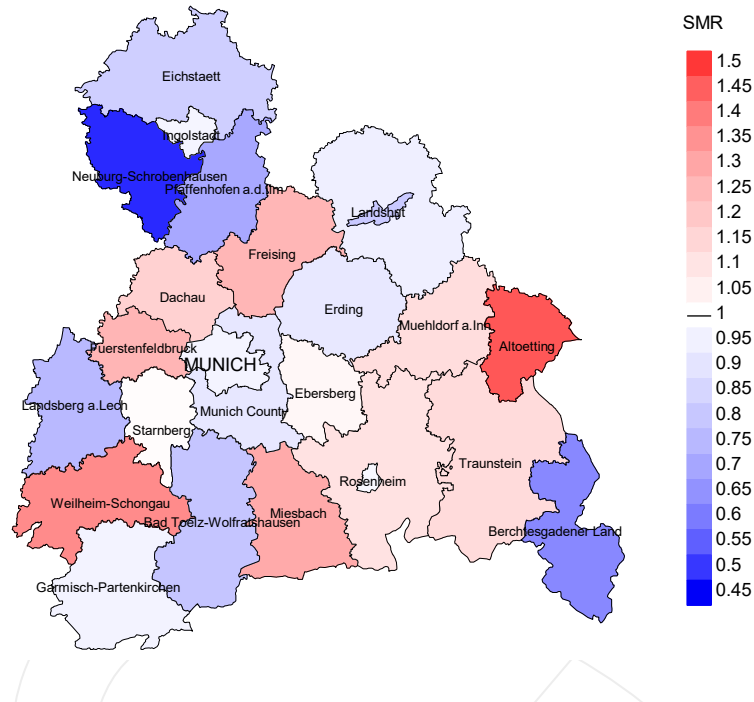 SMR
1.5
1.45
1.4
1.35
1.3
1.25
1.2
1.15
1.1
1.05
1
0.95
0.9
0.85
0.8
0.75
0.7
0.65
0.6
0.55
0.5
0.45
Eichstaett
Ingolstadt
Neuburg-Schrobenhausen
Pfaffenhofen a.d.Ilm
Landshut
Freising
Dachau
Erding
Muehldorf a.Inn
Altoetting
Fuerstenfeldbruck
MUNICH
Ebersberg
Landsberg a.Lech
Munich County
Starnberg
Traunstein
Rosenheim
Weilheim-Schongau
Miesbach
Bad Toelz-Wolfratshausen
Berchtesgadener Land
Garmisch-Partenkirchen